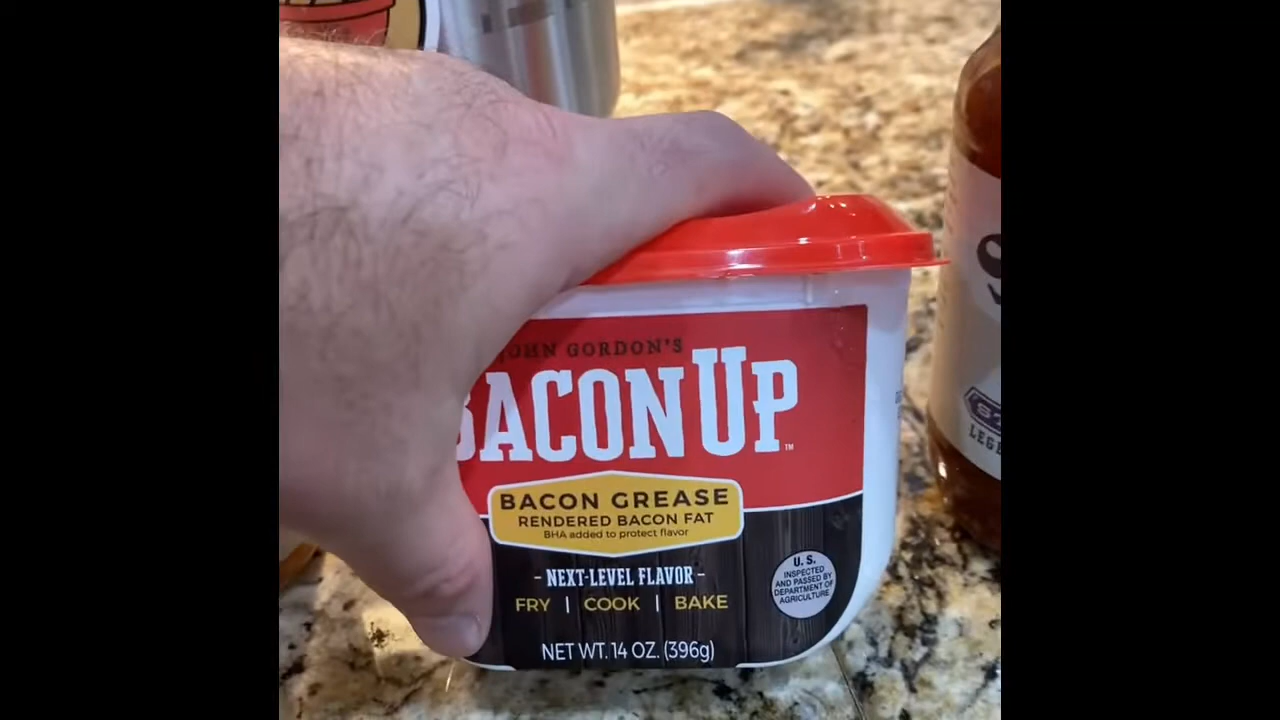 JOHN GORDON'S
BACON UP
™
BACON GREASE
RENDERED BACON FAT
BHA added to protect flavor
- NEXT-LEVEL FLAVOR -
FRY | COOK | BAKE
NET WT. 14 OZ. (396g)
U. S.
INSPECTED
AND PASSED BY
DEPARTMENT OF
AGRICULTURE